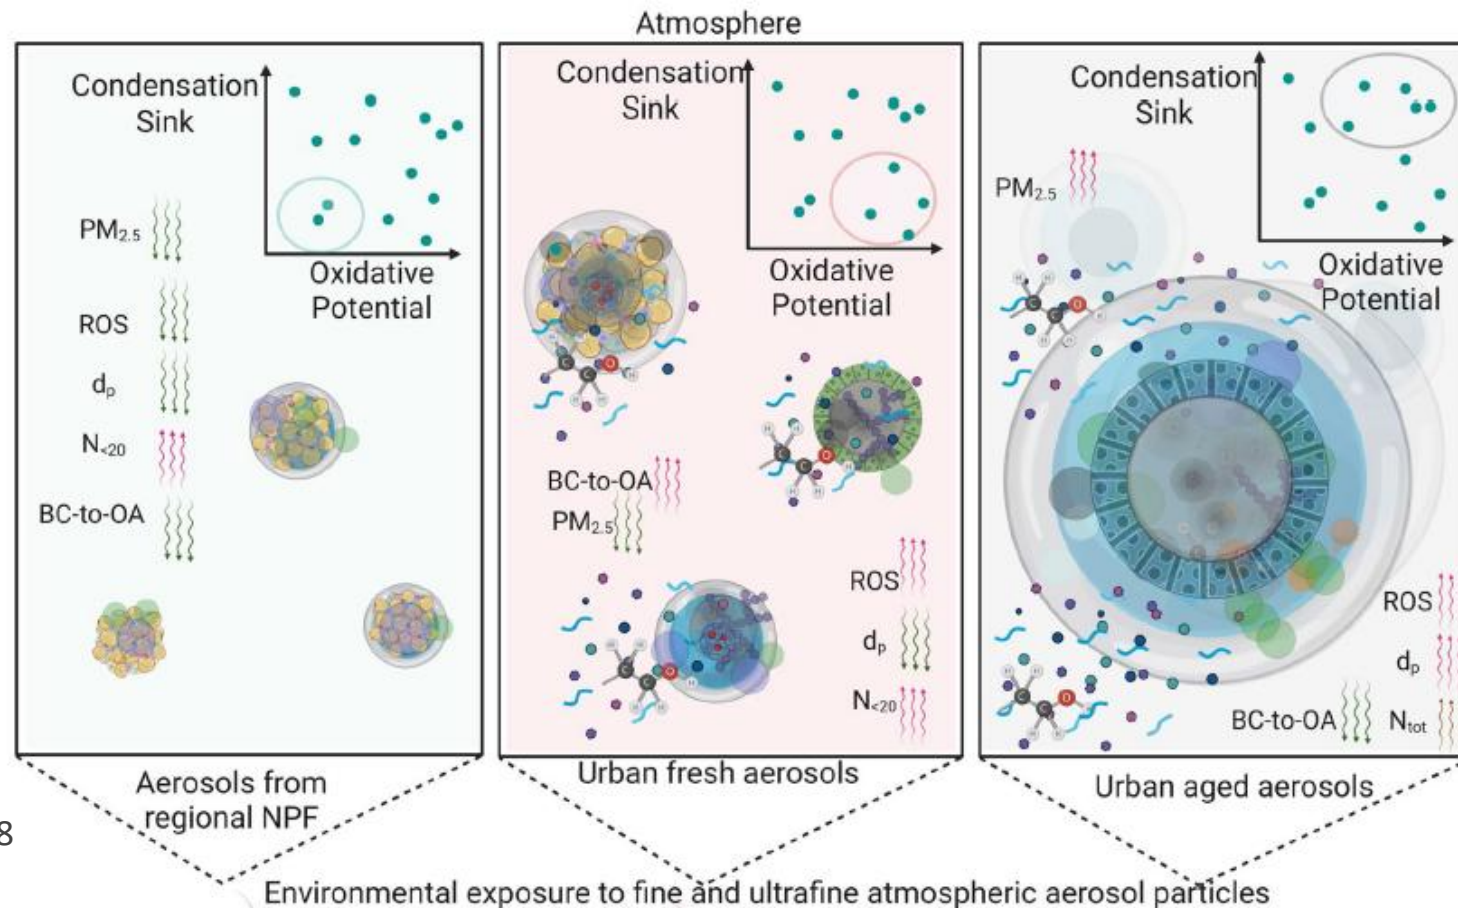 Atmosphere
Condensation
Sink
Oxidative
Potential
PM₂.₅
ROS
dₚ
N<20
BC-to-OA
Aerosols from
regional NPF
Condensation
Sink
Oxidative
Potential
C
C
O
H
H
H
H
C
C
O
H
H
H
H
BC-to-OA
PM₂.₅
ROS
dₚ
N<20
C
C
O
H
H
H
H
Urban fresh aerosols
Condensation
Sink
Oxidative
Potential
PM₂.₅
C
C
O
H
H
H
H
ROS
dₚ
BC-to-OA
Nₜₒₜ
C
C
O
H
H
H
Urban aged aerosols
8
Environmental exposure to fine and ultrafine atmospheric aerosol particles